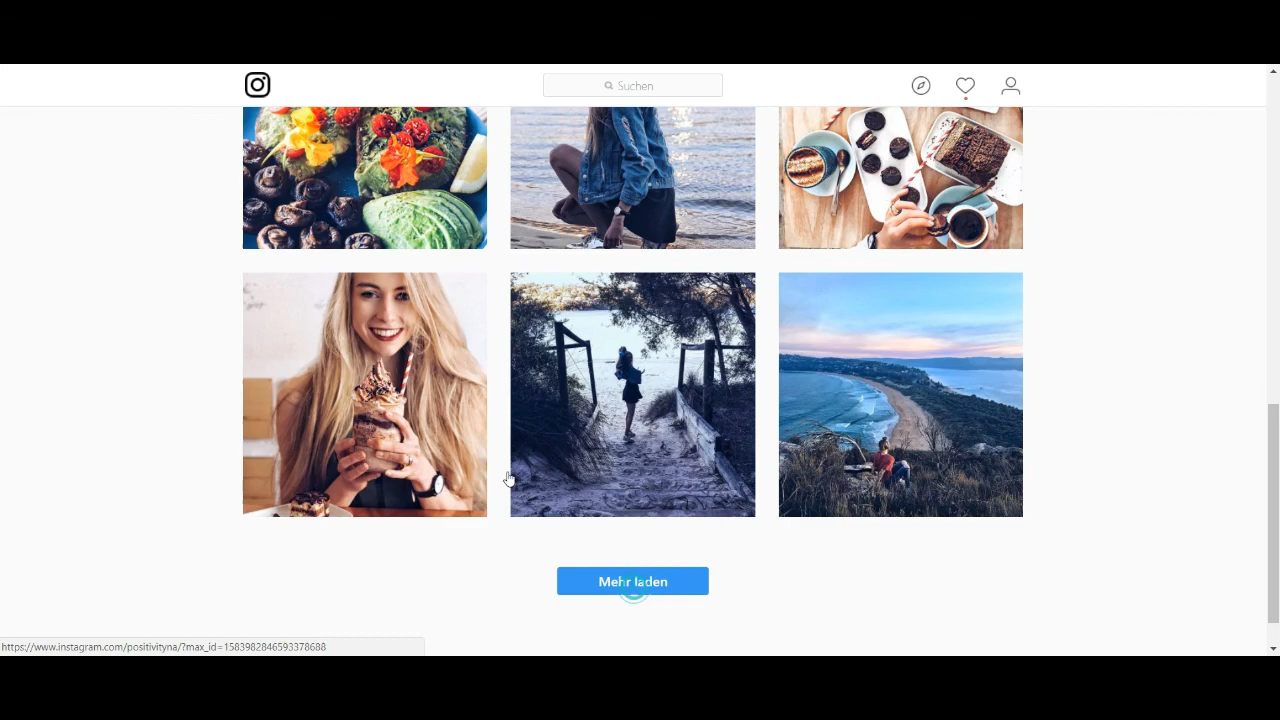 Suchen
Mehr laden
https://www.instagram.com/positivityna/?max_id=1583982846593378688